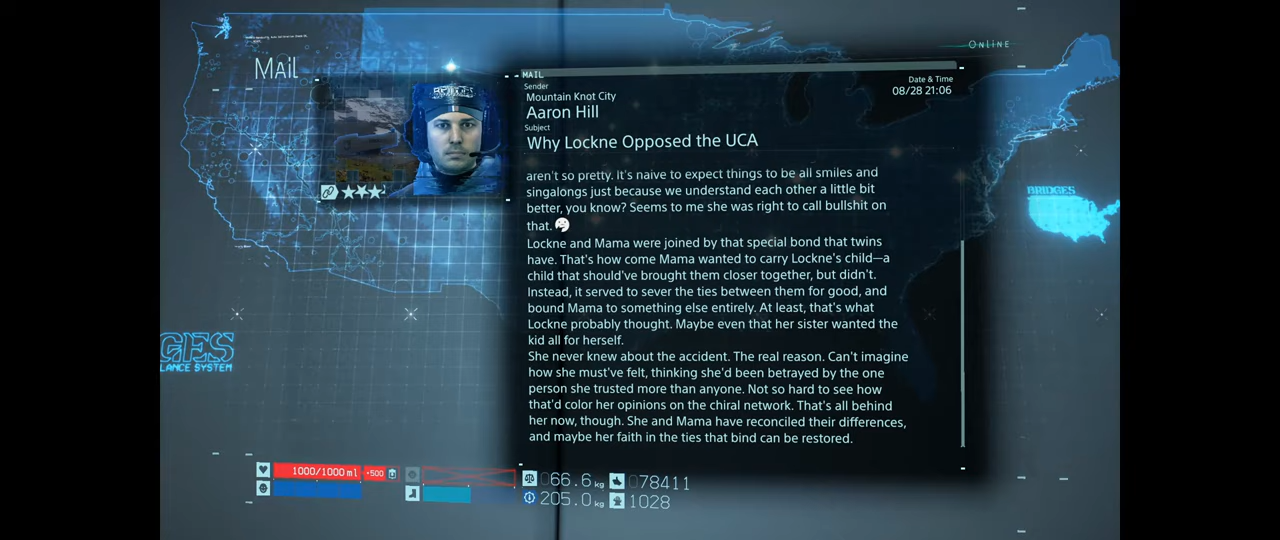 Online
Mail
MAIL
Sender
Mountain Knot City
Aaron Hill
Subject
Why Lockne Opposed the UCA
Date & Time
08/28 21:06
BRIDGES
aren't so pretty. It's naive to expect things to be all smiles and
singalongs just because we understand each other a little bit
better, you know? Seems to me she was right to call bullshit on
that.
Lockne and Mama were joined by that special bond that twins
have. That's how come Mama wanted to carry Lockne's child—a
child that should've brought them closer together, but didn't.
Instead, it served to sever the ties between them for good, and
bound Mama to something else entirely. At least, that's what
Lockne probably thought. Maybe even that her sister wanted the
kid all for herself.
She never knew about the accident. The real reason. Can't imagine
how she must've felt, thinking she'd been betrayed by the one
person she trusted more than anyone. Not so hard to see how
that'd color her opinions on the chiral network. That's all behind
her now, though. She and Mama have reconciled their differences,
and maybe her faith in the ties that bind can be restored.
BRIDGES
GES
LANCE SYSTEM
1000/1000 ml
+500
066.6 kg
078411
205.0 kg
1028